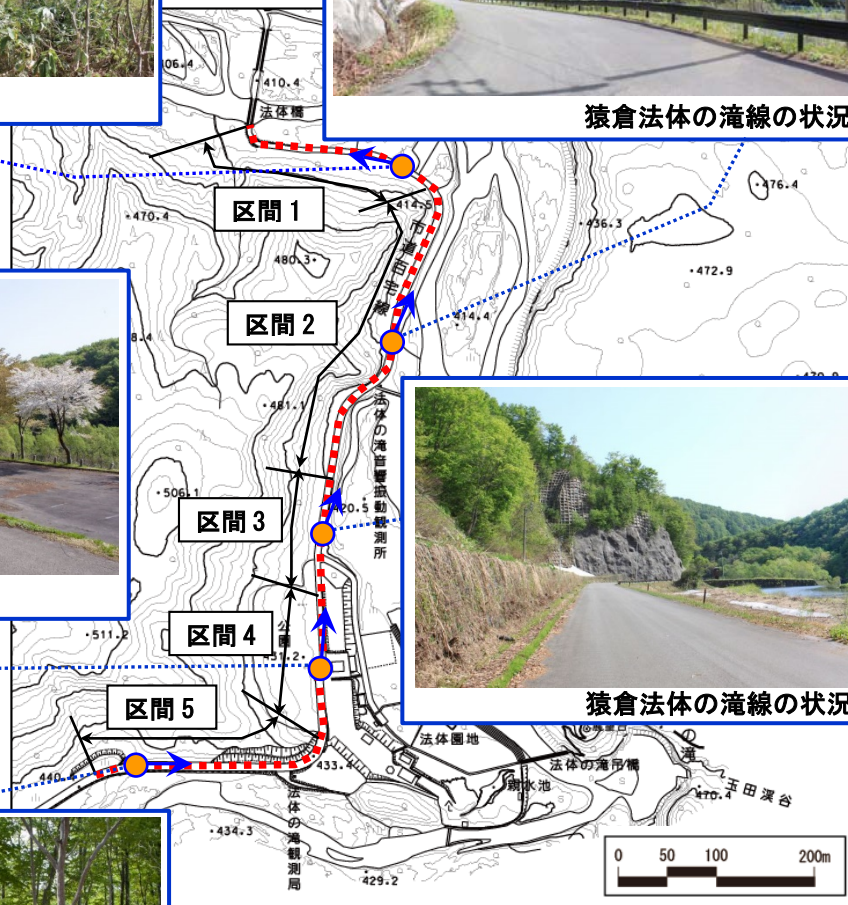 猿倉法体の滝線の状況
06.4
・410.4
法体橋
・476.4
区間1
414.5
・470.4
・436.3
市道百宅線
480.3・
・472.9
区間2
414.4
8.4
・481.1
法体の滝音響振動観測所
・506.1
420.5
区間3
・511.2
区間4
公園
431.2・
猿倉法体の滝線の状況
区間5
の滝
法体園地
法体の滝吊橋
433.4
440.
親水池
470.4
玉田渓谷
法体の滝観測局
・434.3
429.2
0 50 100 200m